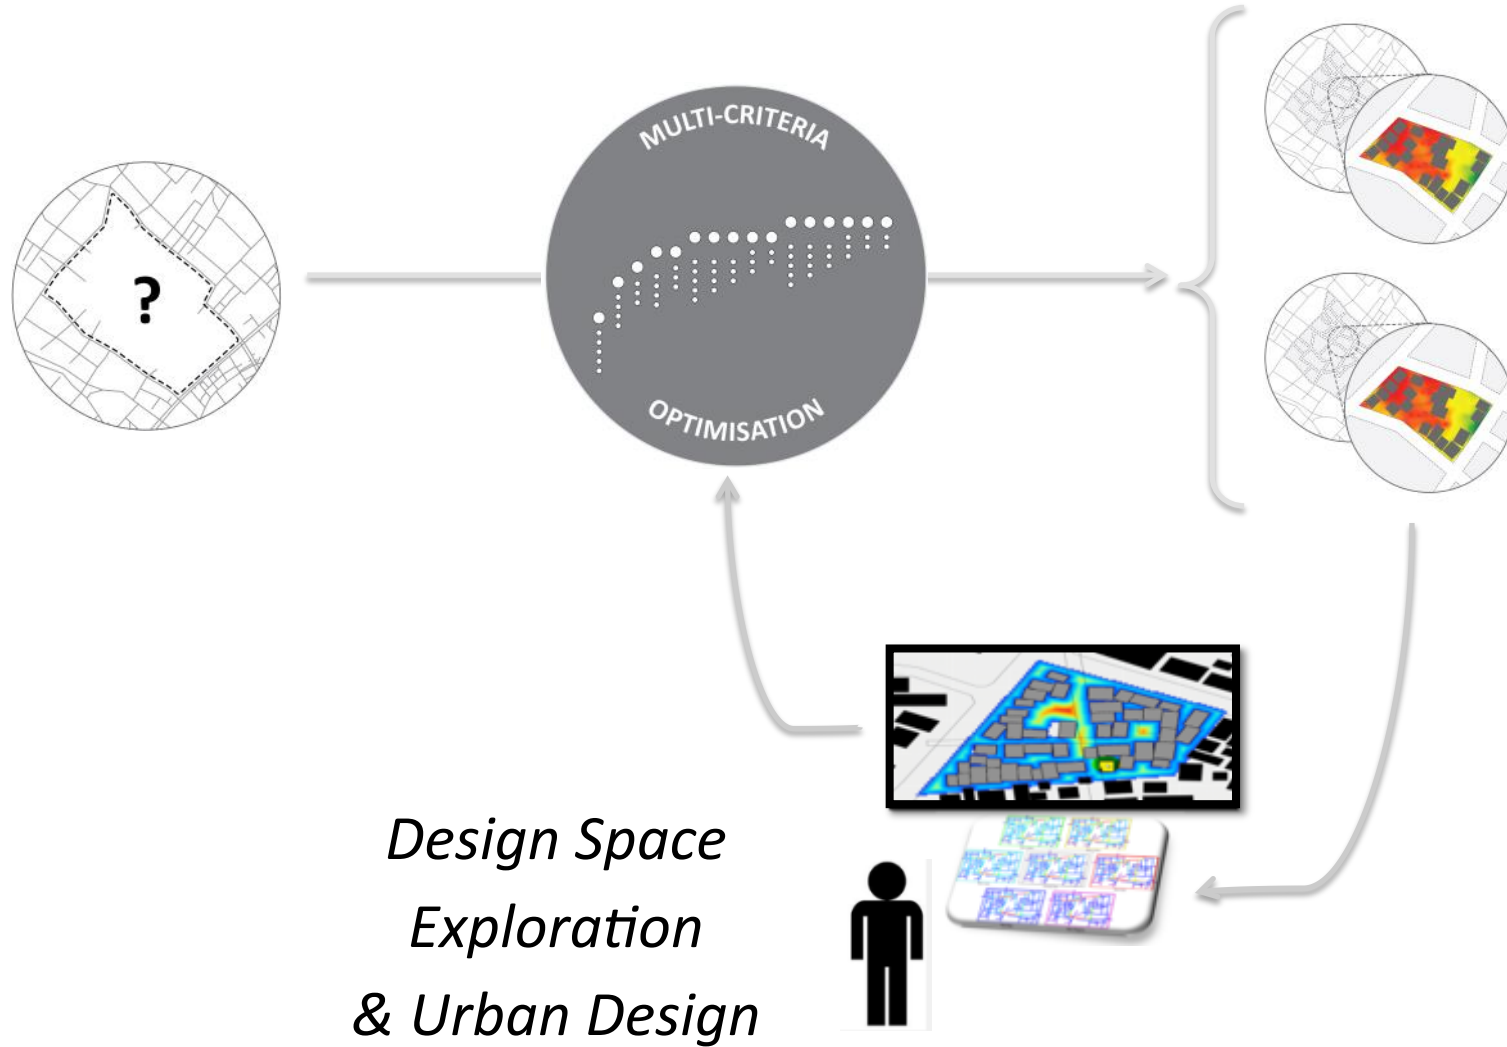 MULTI-CRITERIA
?
OPTIMISATION
Design Space
Exploration
& Urban Design